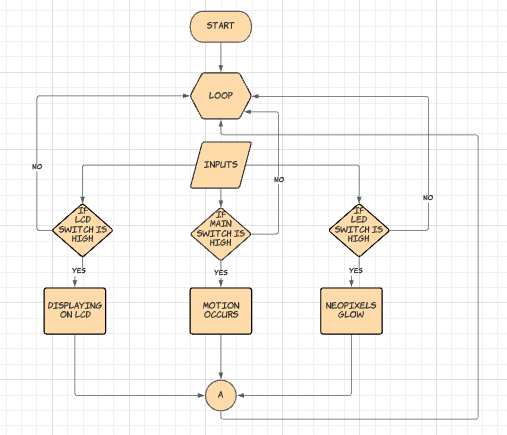 START
LOOP
INPUTS
NO
NO
NO
IF
LCD
SWITCH IS
HIGH
IF
MAIN
SWITCH IS
HIGH
IF
LED
SWITCH IS
HIGH
YES
YES
YES
DISPLAYING
ON LCD
MOTION
OCCURS
NEOPIXELS
GLOW
A